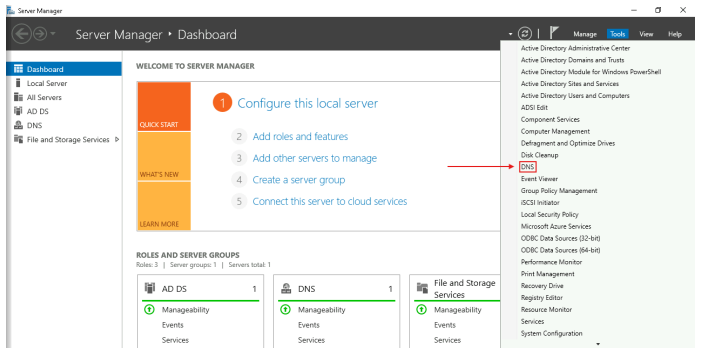 Server Manager
Server Manager • Dashboard
Manage Tools View Help
Dashboard
Local Server
All Servers
AD DS
DNS
File and Storage Services
WELCOME TO SERVER MANAGER
QUICK START
WHAT'S NEW
LEARN MORE
1 Configure this local server
2 Add roles and features
3 Add other servers to manage
4 Create a server group
5 Connect this server to cloud services
ROLES AND SERVER GROUPS
Roles: 3 | Server groups: 1 | Servers total: 1
AD DS 1
Manageability
Events
Services
DNS 1
Manageability
Events
Services
File and Storage
Services
Manageability
Events
Services
Active Directory Administrative Center
Active Directory Domains and Trusts
Active Directory Module for Windows PowerShell
Active Directory Sites and Services
Active Directory Users and Computers
ADSI Edit
Component Services
Computer Management
Defragment and Optimize Drives
Disk Cleanup
DNS
Event Viewer
Group Policy Management
iSCSI Initiator
Local Security Policy
Microsoft Azure Services
ODBC Data Sources (32-bit)
ODBC Data Sources (64-bit)
Performance Monitor
Print Management
Recovery Drive
Registry Editor
Resource Monitor
Services
System Configuration